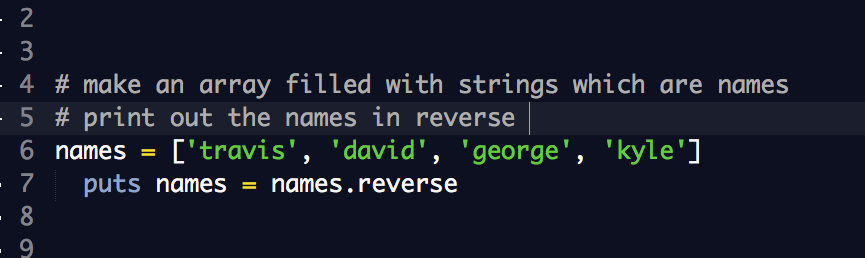 2
3
4 # make an array filled with strings which are names
5 # print out the names in reverse
6 names = ['travis', 'david', 'george', 'kyle']
7   puts names = names.reverse
8
9